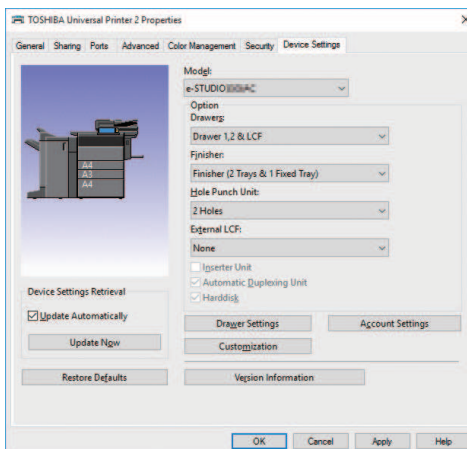 TOSHIBA Universal Printer 2 Properties
General Sharing Ports Advanced Color Management Security Device Settings
Model:
e-STUDIO
Option
Drawers:
Drawer 1,2 & LCF
Finisher:
Finisher (2 Trays & 1 Fixed Tray)
Hole Punch Unit:
2 Holes
External LCF:
None
Inserter Unit
Automatic Duplexing Unit
Harddisk
A4
A3
A4
Device Settings Retrieval
Update Automatically
Update Now
Drawer Settings Account Settings
Customization
Restore Defaults Version Information
OK Cancel Apply Help